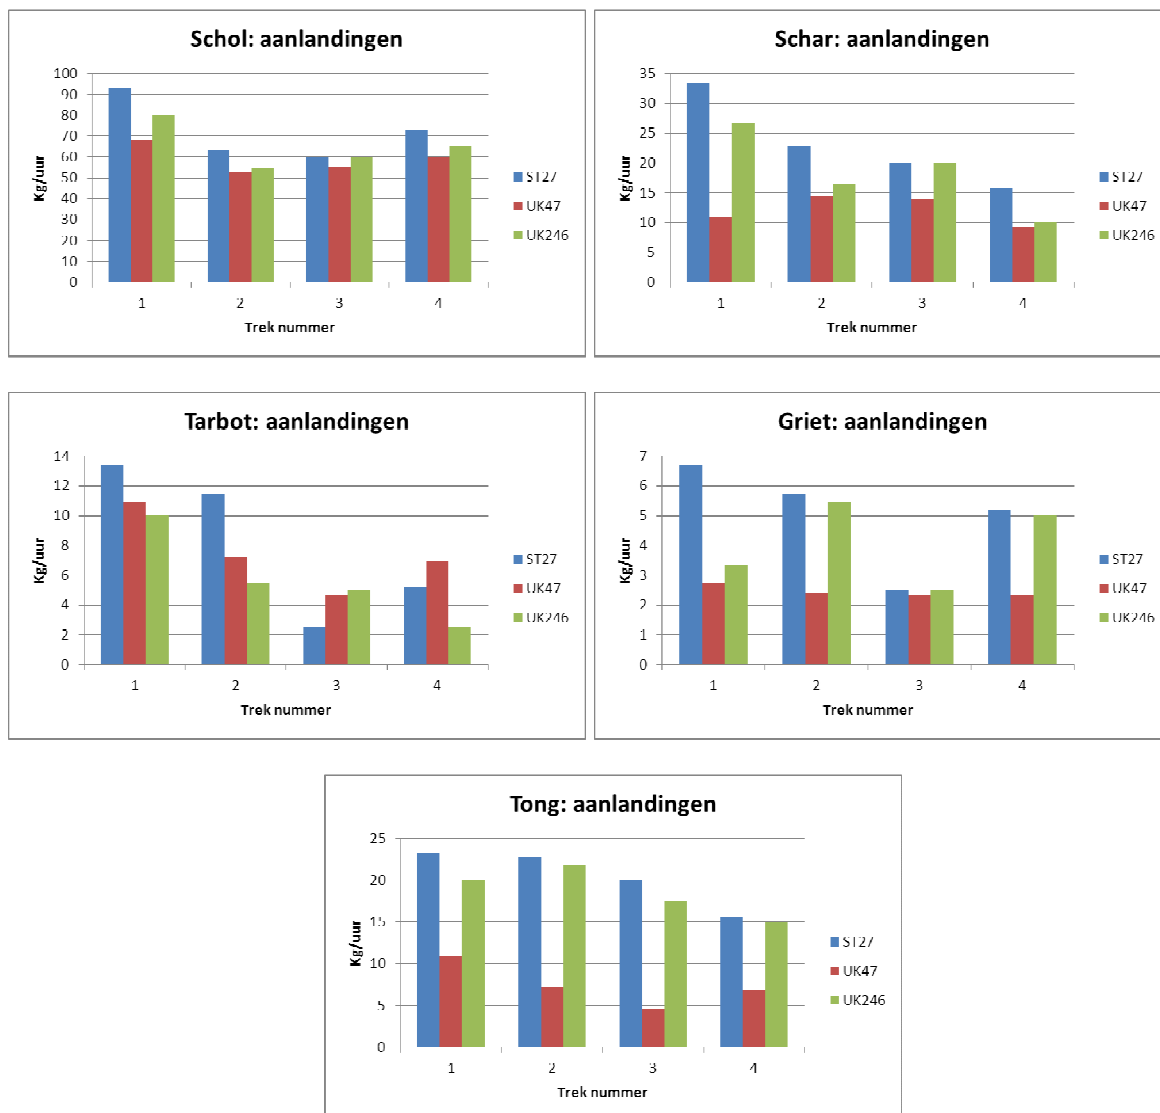 Schol: aanlandingen
Kg/uur
100
90
80
70
60
50
40
30
20
10
0
1 2 3 4
Trek nummer
ST27
UK47
UK246
Schar: aanlandingen
Kg/uur
35
30
25
20
15
10
5
0
1 2 3 4
Trek nummer
ST27
UK47
UK246
Tarbot: aanlandingen
Kg/uur
14
12
10
8
6
4
2
0
1 2 3 4
Trek nummer
ST27
UK47
UK246
Griet: aanlandingen
Kg/uur
7
6
5
4
3
2
1
0
1 2 3 4
Trek nummer
ST27
UK47
UK246
Tong: aanlandingen
Kg/uur
25
20
15
10
5
0
1 2 3 4
Trek nummer
ST27
UK47
UK246